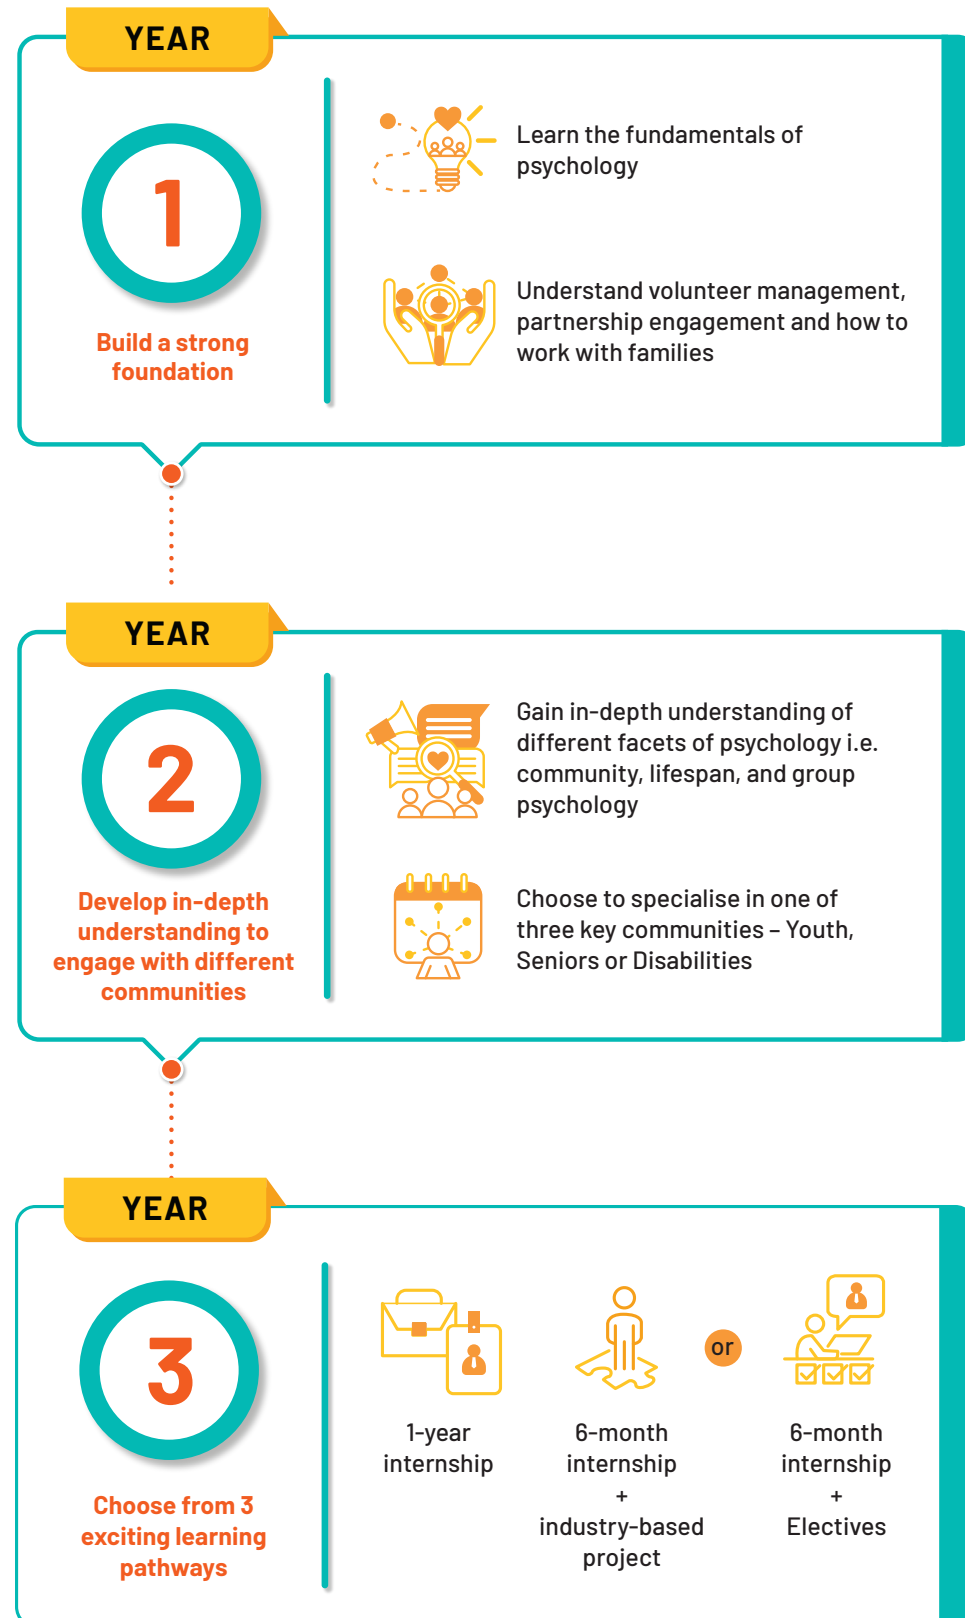 YEAR
1
Build a strong
foundation
Learn the fundamentals of
psychology
Understand volunteer management,
partnership engagement and how to
work with families
YEAR
2
Develop in-depth
understanding to
engage with different
communities
Gain in-depth understanding of
different facets of psychology i.e.
community, lifespan, and group
psychology
Choose to specialise in one of
three key communities – Youth,
Seniors or Disabilities
YEAR
3
Choose from 3
exciting learning
pathways
1-year
internship
6-month
internship
+
industry-based
project
or
6-month
internship
+
Electives